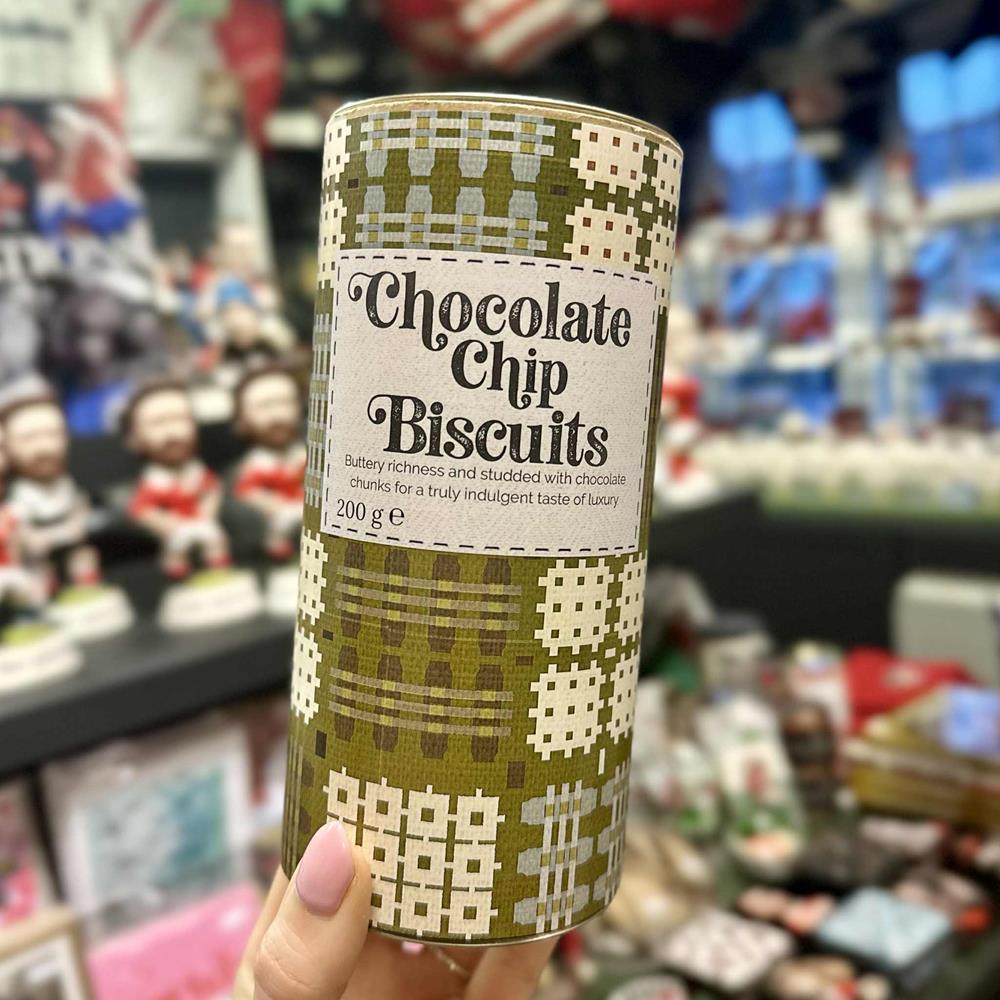 Chocolate
Chip
Biscuits
Buttery richness and studded with chocolate
chunks for a truly indulgent taste of luxury
200 g ℮